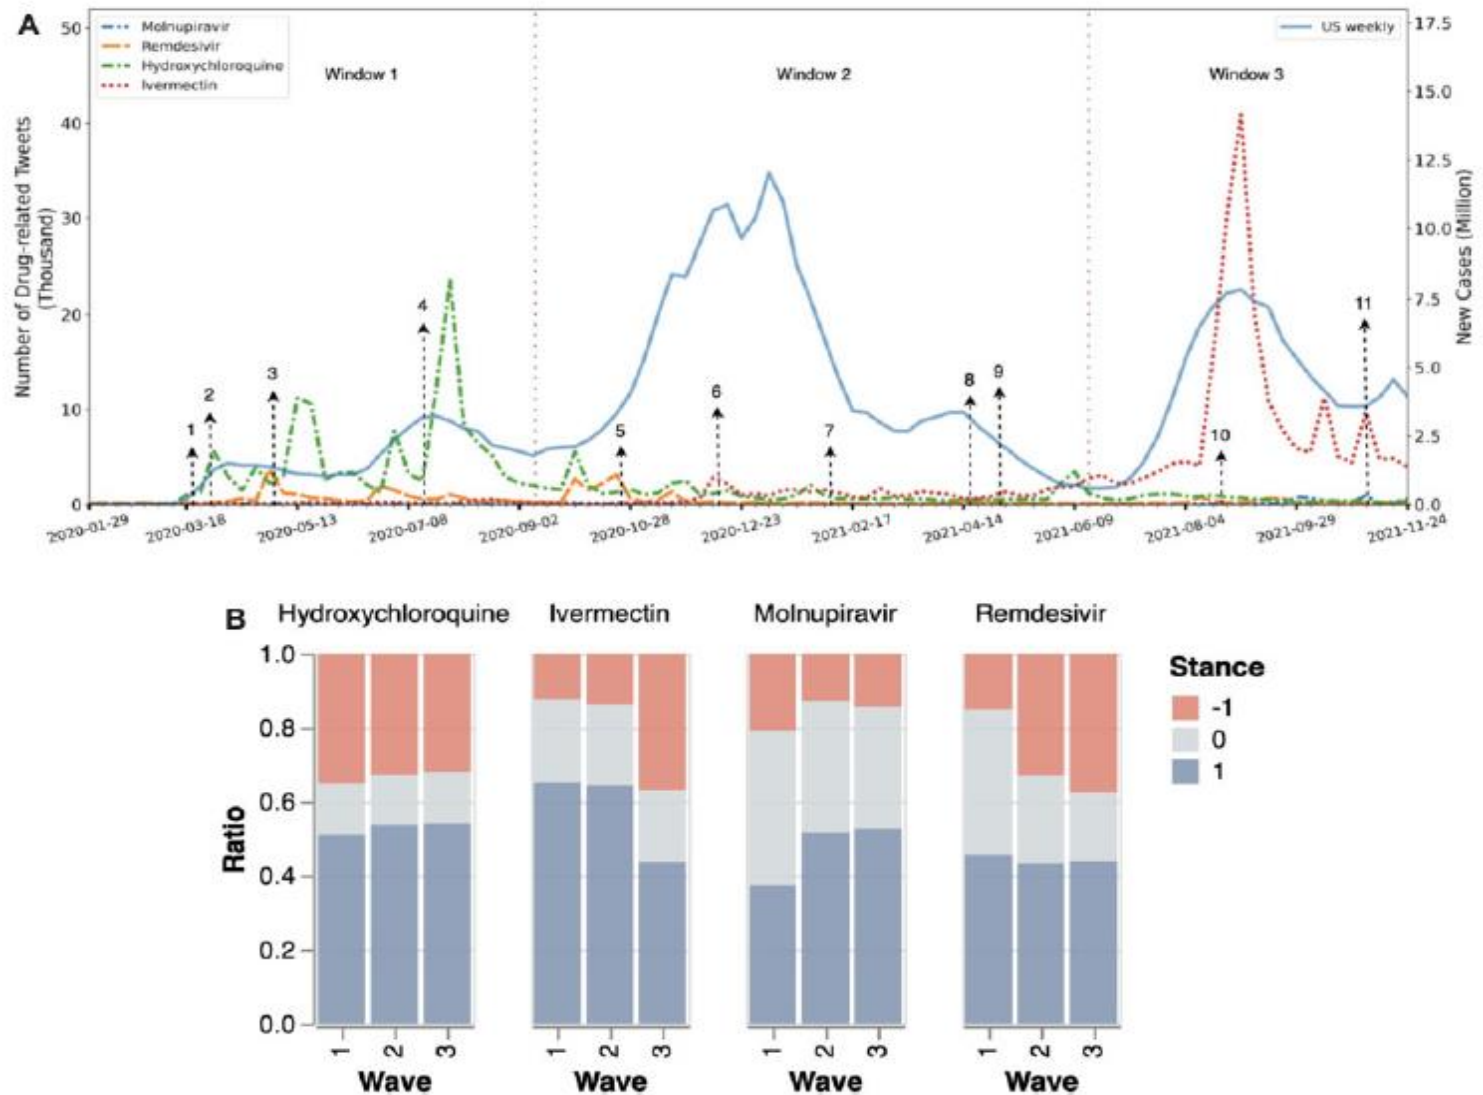 A
Molnupiravir
Remdesivir
Hydroxychloroquine
Ivermectin
US weekly
Window 1
Window 2
Window 3
Number of Drug-related Tweets
(Thousand)
50
40
30
20
10
0
New Cases (Million)
17.5
15.0
12.5
10.0
7.5
5.0
2.5
0.0
1
2
3
4
5
6
7
8
9
10
11
2020-01-29
2020-03-18
2020-05-13
2020-07-08
2020-09-02
2020-10-28
2020-12-23
2021-02-17
2021-04-14
2021-06-09
2021-08-04
2021-09-29
2021-11-24
B
Hydroxychloroquine
Ivermectin
Molnupiravir
Remdesivir
Ratio
1.0
0.8
0.6
0.4
0.2
0.0
1
2
3
Wave
1
2
3
Wave
1
2
3
Wave
1
2
3
Wave
Stance
-1
0
1